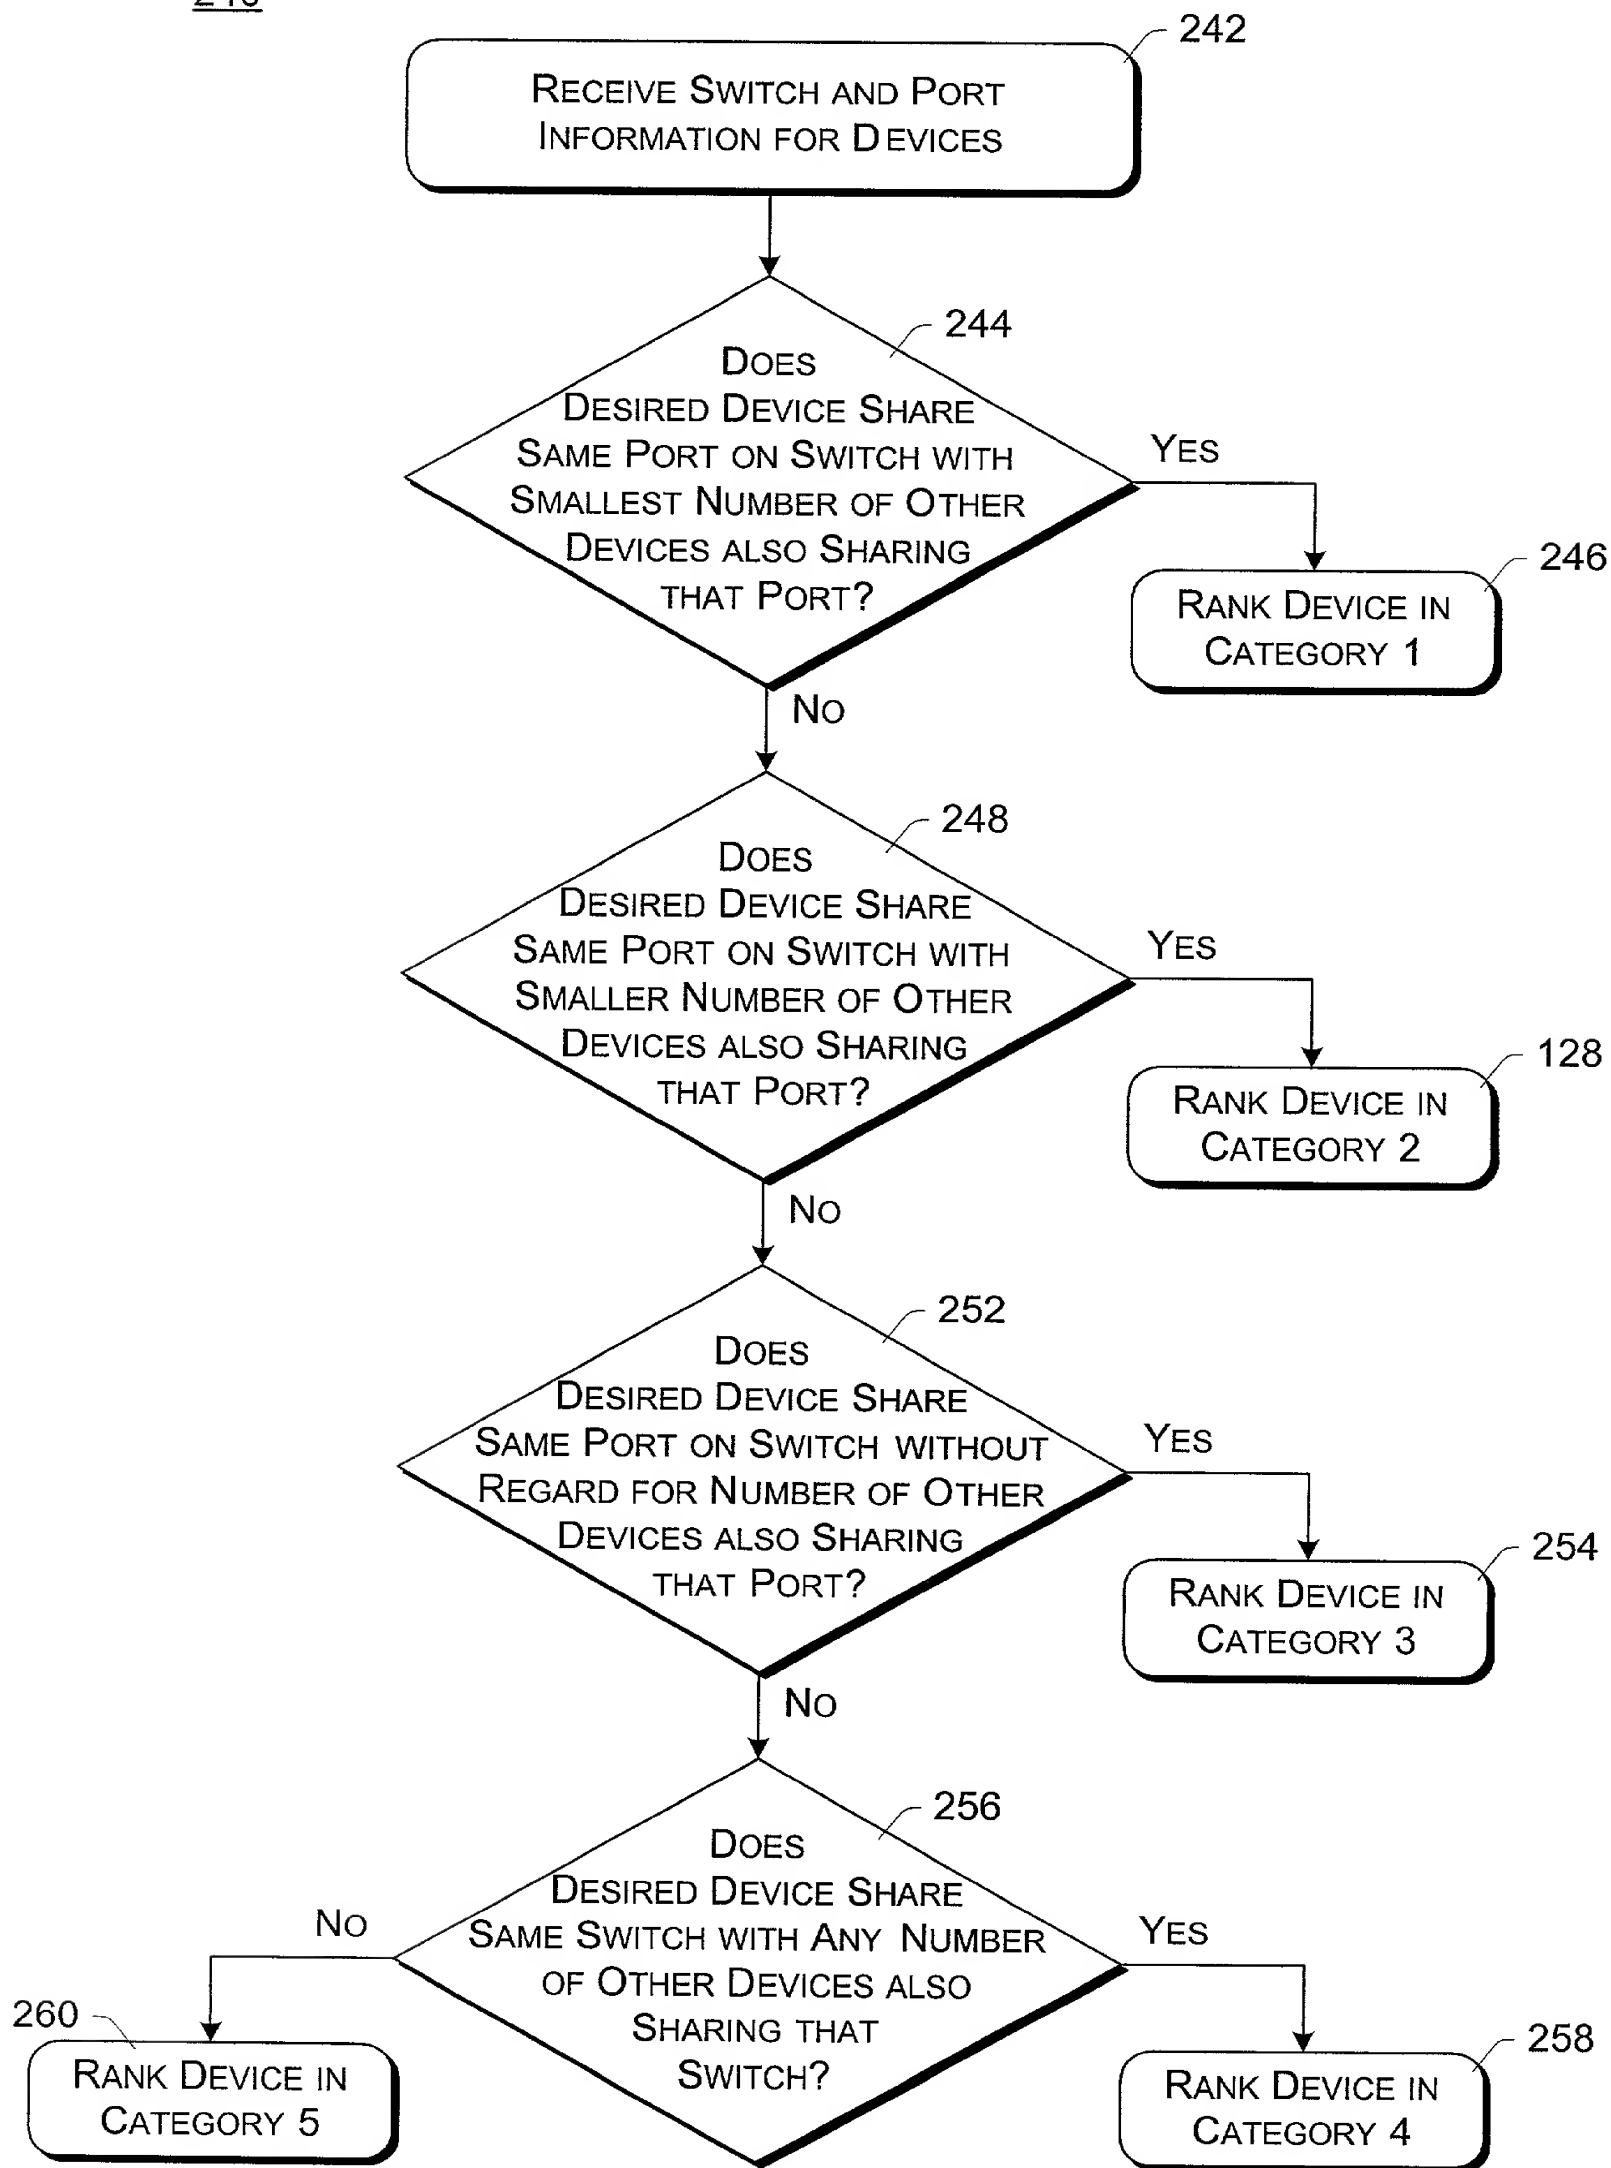 242
RECEIVE SWITCH AND PORT
INFORMATION FOR DEVICES
244
DOES
DESIRED DEVICE SHARE
SAME PORT ON SWITCH WITH
SMALLEST NUMBER OF OTHER
DEVICES ALSO SHARING
THAT PORT?
YES
246
RANK DEVICE IN
CATEGORY 1
NO
248
DOES
DESIRED DEVICE SHARE
SAME PORT ON SWITCH WITH
SMALLER NUMBER OF OTHER
DEVICES ALSO SHARING
THAT PORT?
YES
128
RANK DEVICE IN
CATEGORY 2
NO
252
DOES
DESIRED DEVICE SHARE
SAME PORT ON SWITCH WITHOUT
REGARD FOR NUMBER OF OTHER
DEVICES ALSO SHARING
THAT PORT?
YES
254
RANK DEVICE IN
CATEGORY 3
NO
256
DOES
DESIRED DEVICE SHARE
SAME SWITCH WITH ANY NUMBER
OF OTHER DEVICES ALSO
SHARING THAT
SWITCH?
NO
YES
260
RANK DEVICE IN
CATEGORY 5
258
RANK DEVICE IN
CATEGORY 4